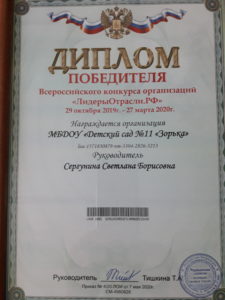 ДИПЛОМ
ПОБЕДИТЕЛЯ
Всероссийского конкурса организаций
«ЛидерыОтрасли.РФ»
29 октября 2019г. - 27 марта 2020г.
Награждается организация
МБДОУ «Детский сад №11 «Зорька»
Руководитель
Сергунина Светлана Борисовна
Руководитель Тишкина Т.А.